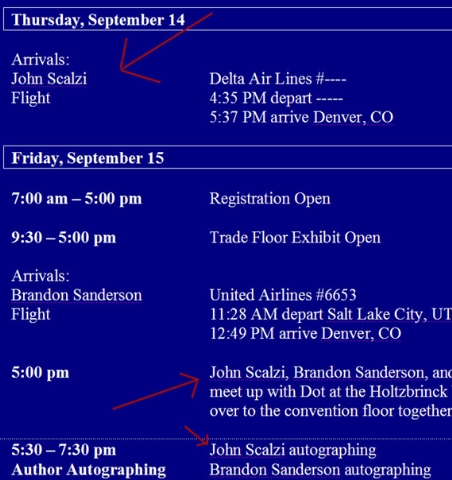 Thursday, September 14
Arrivals:
John Scalzi Delta Air Lines #----
Flight 4:35 PM depart -----
5:37 PM arrive Denver, CO
Friday, September 15
7:00 am – 5:00 pm Registration Open
9:30 – 5:00 pm Trade Floor Exhibit Open
Arrivals:
Brandon Sanderson United Airlines #6653
Flight 11:28 AM depart Salt Lake City, UT
12:49 PM arrive Denver, CO
5:00 pm John Scalzi, Brandon Sanderson, and
meet up with Dot at the Holtzbrinck
over to the convention floor together
5:30 – 7:30 pm John Scalzi autographing
Author Autographing Brandon Sanderson autographing